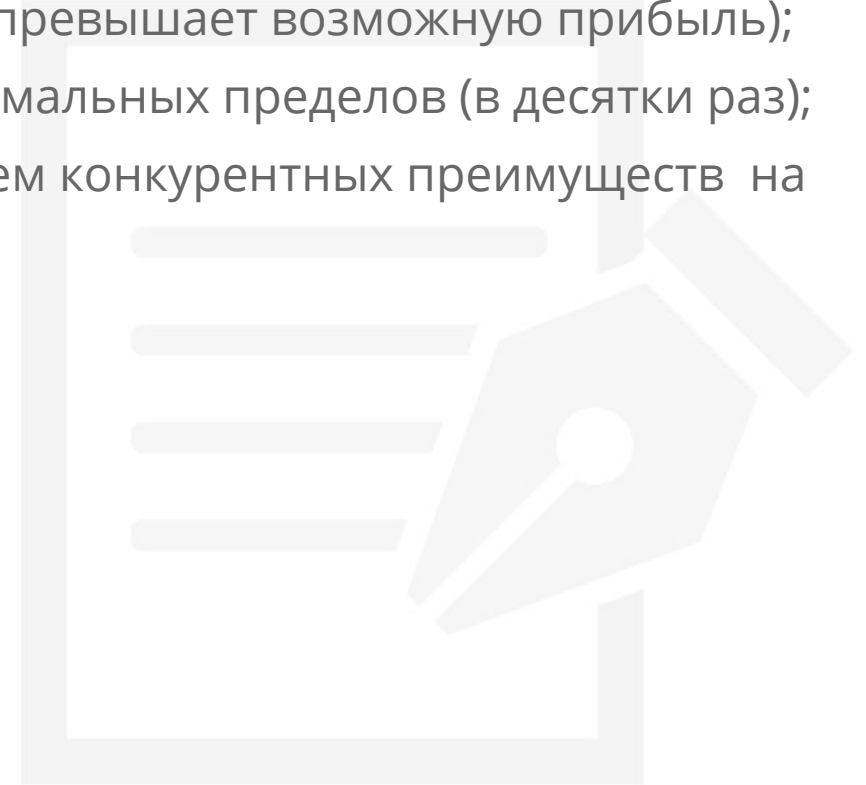 превышает возможную прибыль);
мальных пределов (в десятки раз);
ем конкурентных преимуществ на